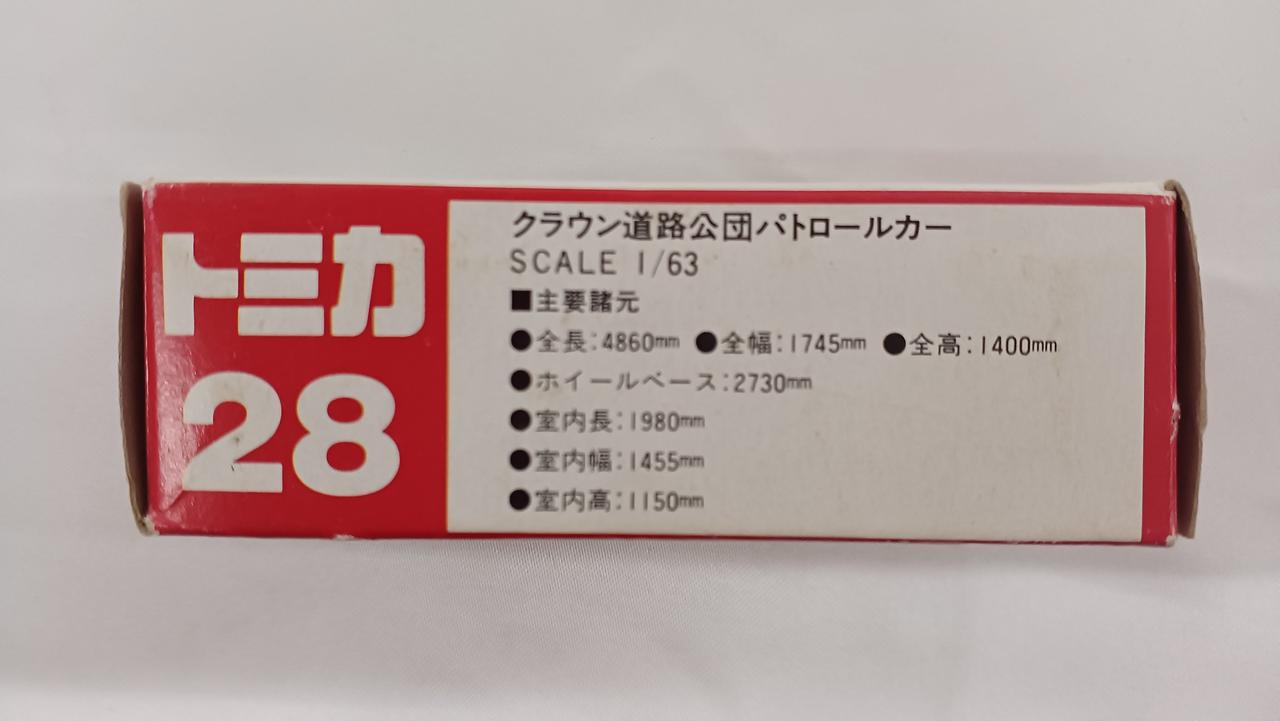 トミカ
28
クラウン道路公団パトロールカー
SCALE 1/63
■主要諸元
●全長:4860mm ●全幅:1745mm ●全高:1400mm
●ホイールベース:2730mm
●室内長:1980mm
●室内幅:1455mm
●室内高:1150mm